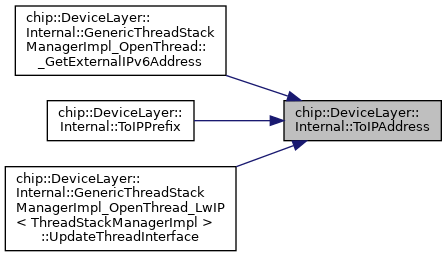 chip::DeviceLayer::
Internal::GenericThreadStack
ManagerImpl_OpenThread::
_GetExternalIPv6Address
chip::DeviceLayer::
Internal::ToIPPrefix
chip::DeviceLayer::
Internal::ToIPAddress
chip::DeviceLayer::
Internal::GenericThreadStack
ManagerImpl_OpenThread_LwIP
< ThreadStackManagerImpl >
::UpdateThreadInterface